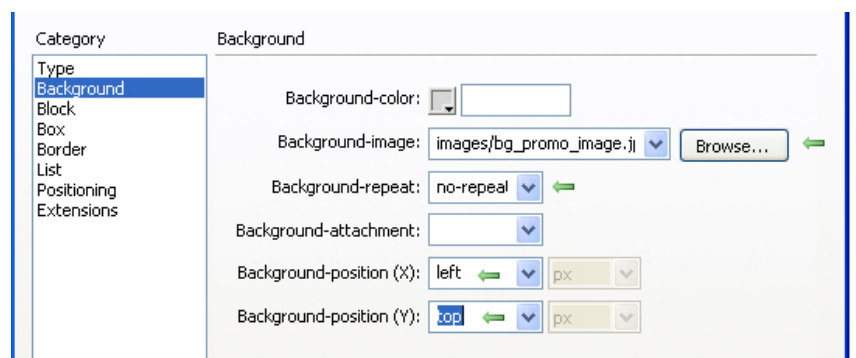 Category
Background
Type
Background
Block
Box
Border
List
Positioning
Extensions
Background-color:
Background-image: images/bg_promo_image.j Browse...
Background-repeat: no-repeat
Background-attachment:
Background-position (X): left px
Background-position (Y): top px